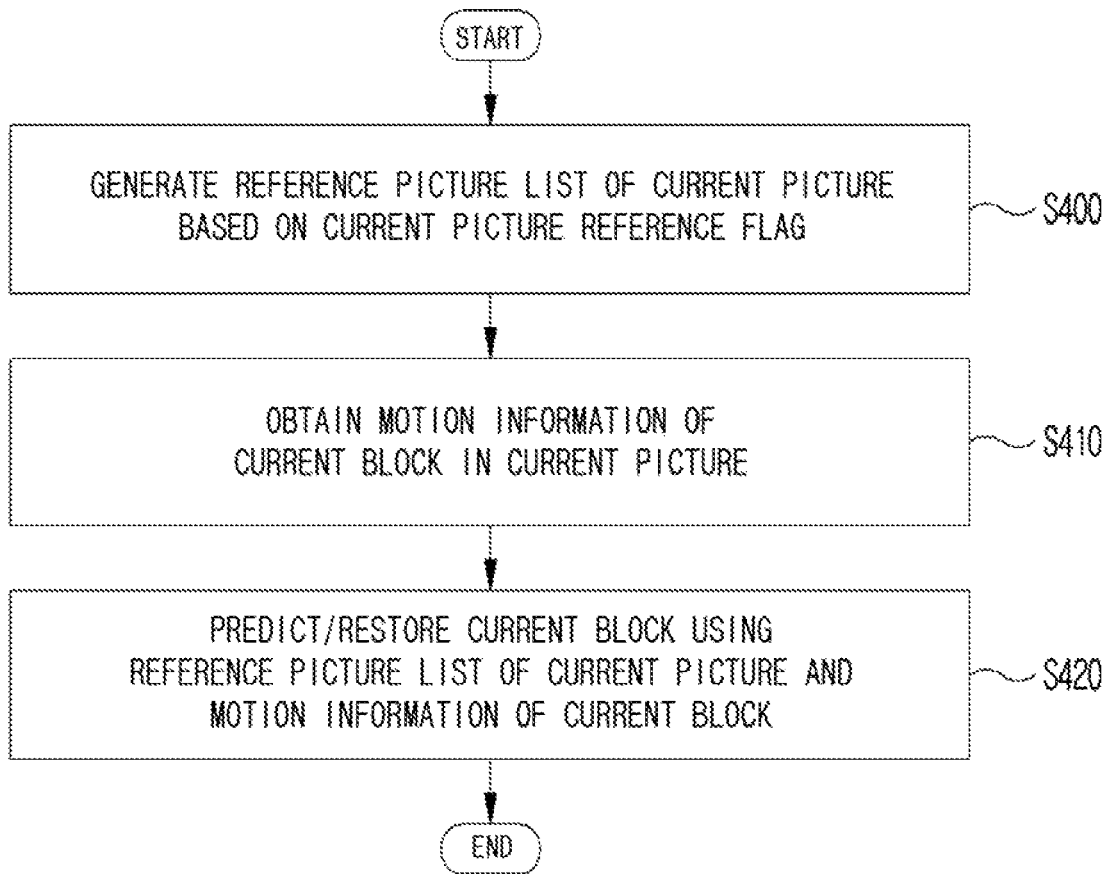 START
GENERATE REFERENCE PICTURE LIST OF CURRENT PICTURE
BASED ON CURRENT PICTURE REFERENCE FLAG
S400
OBTAIN MOTION INFORMATION OF
CURRENT BLOCK IN CURRENT PICTURE
S410
PREDICT/RESTORE CURRENT BLOCK USING
REFERENCE PICTURE LIST OF CURRENT PICTURE AND
MOTION INFORMATION OF CURRENT BLOCK
S420
END